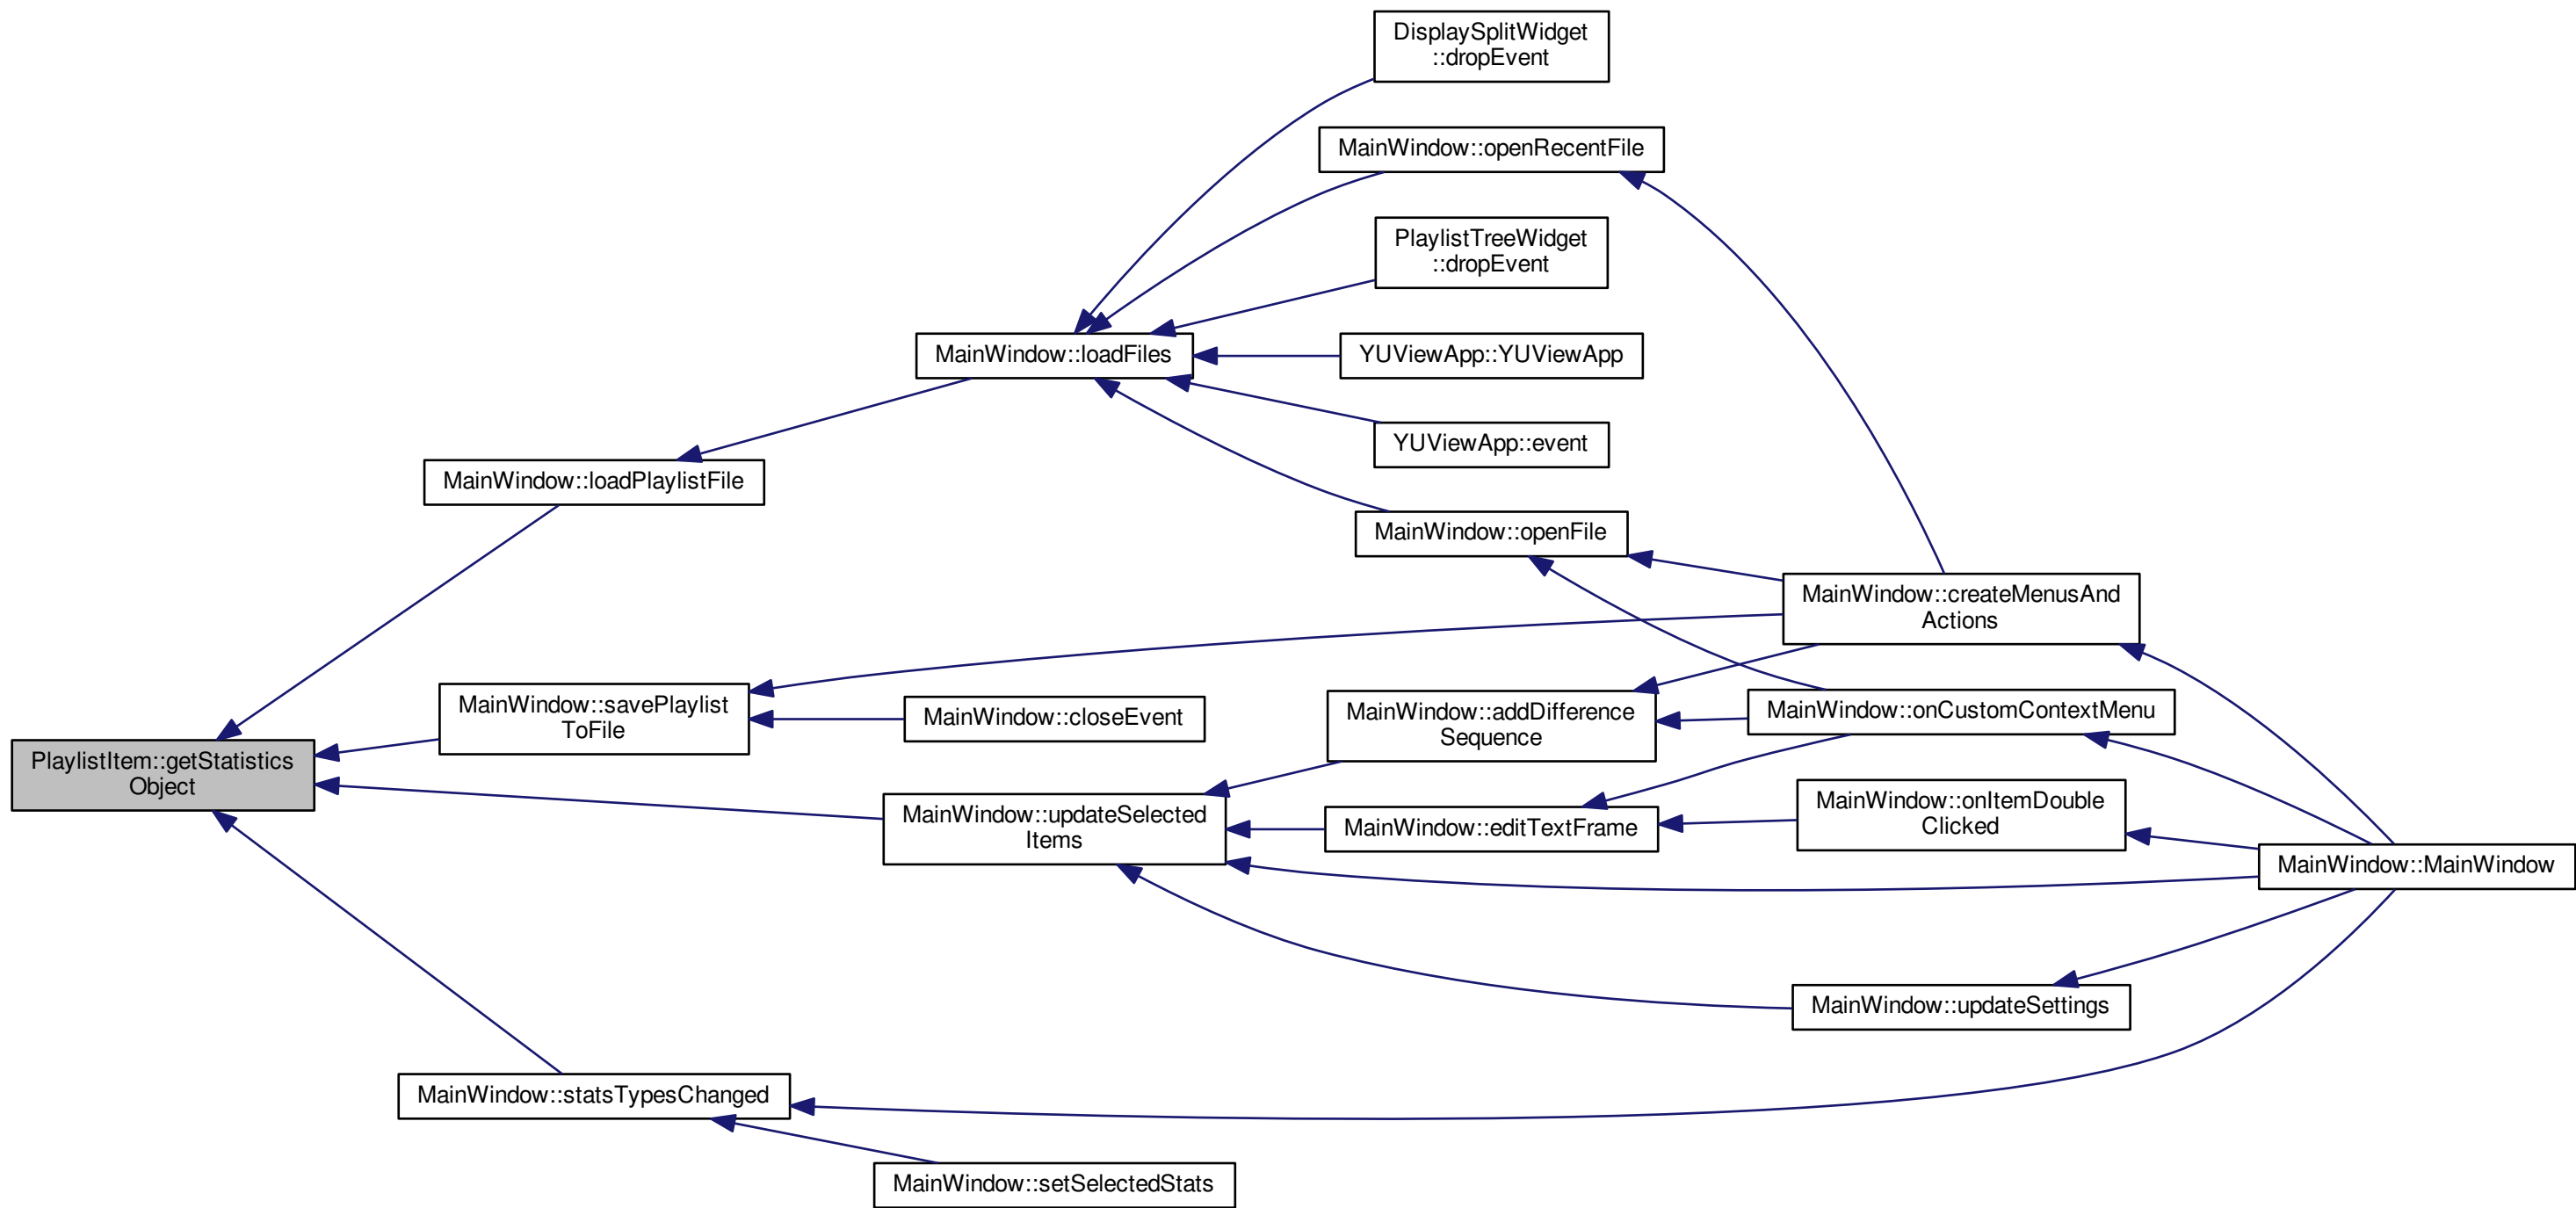 DisplaySplitWidget
::dropEvent
MainWindow::openRecentFile
PlaylistTreeWidget
::dropEvent
MainWindow::loadFiles
YUViewApp::YUViewApp
YUViewApp::event
MainWindow::loadPlaylistFile
MainWindow::openFile
MainWindow::createMenusAnd
Actions
MainWindow::savePlaylist
ToFile
MainWindow::closeEvent
MainWindow::addDifference
Sequence
MainWindow::onCustomContextMenu
PlaylistItem::getStatistics
Object
MainWindow::updateSelected
Items
MainWindow::editTextFrame
MainWindow::onItemDouble
Clicked
MainWindow::MainWindow
MainWindow::updateSettings
MainWindow::statsTypesChanged
MainWindow::setSelectedStats